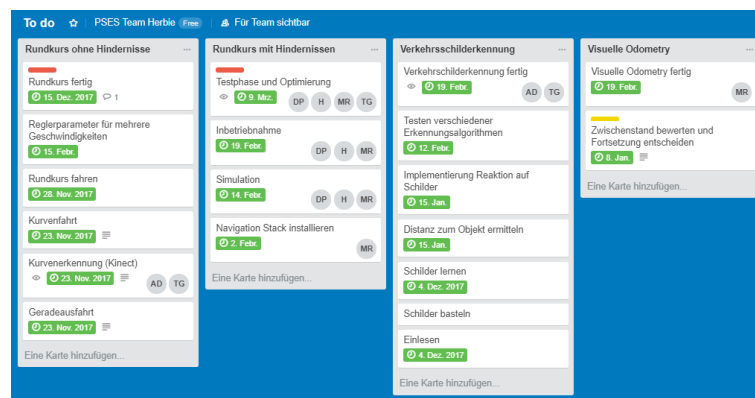 To do PSES Team Herbie Free Für Team sichtbar
Rundkurs ohne Hindernisse ...
Rundkurs fertig
15. Dez. 2017 1
Reglerparameter für mehrere
Geschwindigkeiten
15. Febr.
Rundkurs fahren
28. Nov. 2017
Kurvenfahrt
23. Nov. 2017
Kurvenerkennung (Kinect)
23. Nov. 2017
AD TG
Geradeausfahrt
23. Nov. 2017
Eine Karte hinzufügen...
Rundkurs mit Hindernissen ...
Testphase und Optimierung
9. Mrz.
DP H MR TG
Inbetriebnahme
19. Febr.
DP H MR
Simulation
14. Febr.
DP H MR
Navigation Stack installieren
2. Febr.
MR
Eine Karte hinzufügen...
Verkehrsschilderkennung ...
Verkehrschilderkennung fertig
19. Febr.
AD TG
Testen verschiedener
Erkennungsalgorithmen
12. Febr.
Implementierung Reaktion auf
Schilder
15. Jan.
Distanz zum Objekt ermitteln
15. Jan.
Schilder lernen
4. Dez. 2017
Schilder basteln
Einlesen
4. Dez. 2017
Eine Karte hinzufügen...
Visuelle Odometry ...
Visuelle Odometry fertig
19. Febr.
MR
Zwischenstand bewerten und
Fortsetzung entscheiden
8. Jan.
Eine Karte hinzufügen...